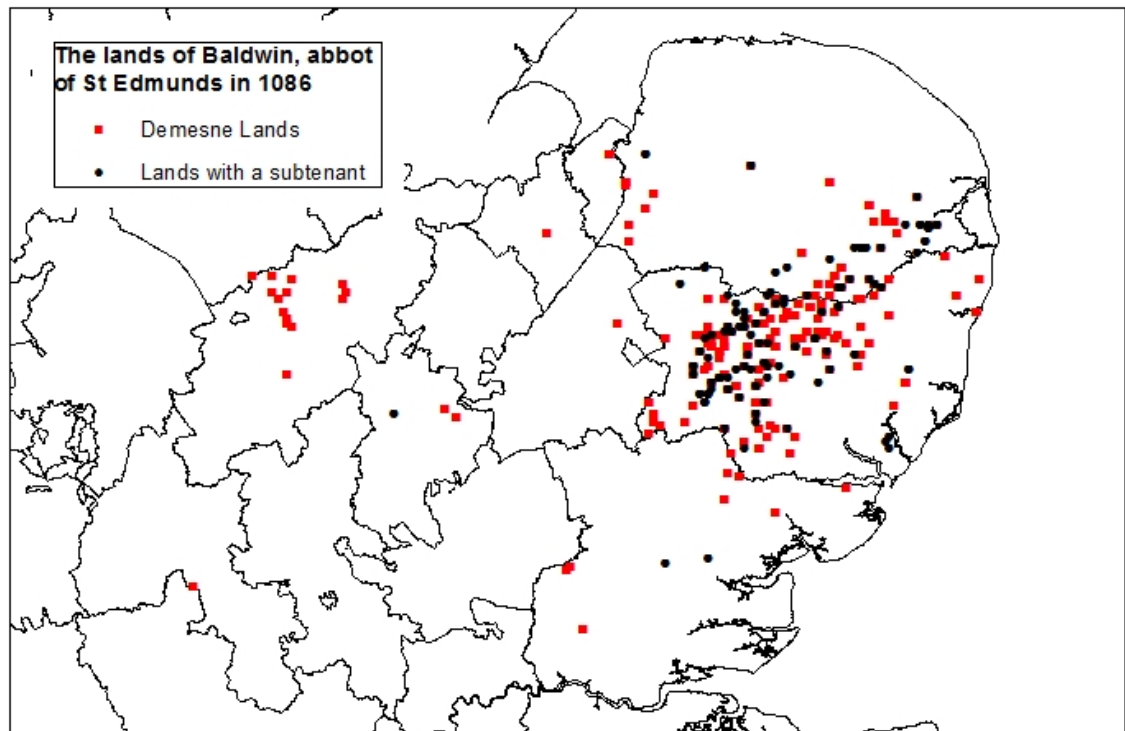 The lands of Baldwin, abbot
of St Edmunds in 1086
Demesne Lands
Lands with a subtenant